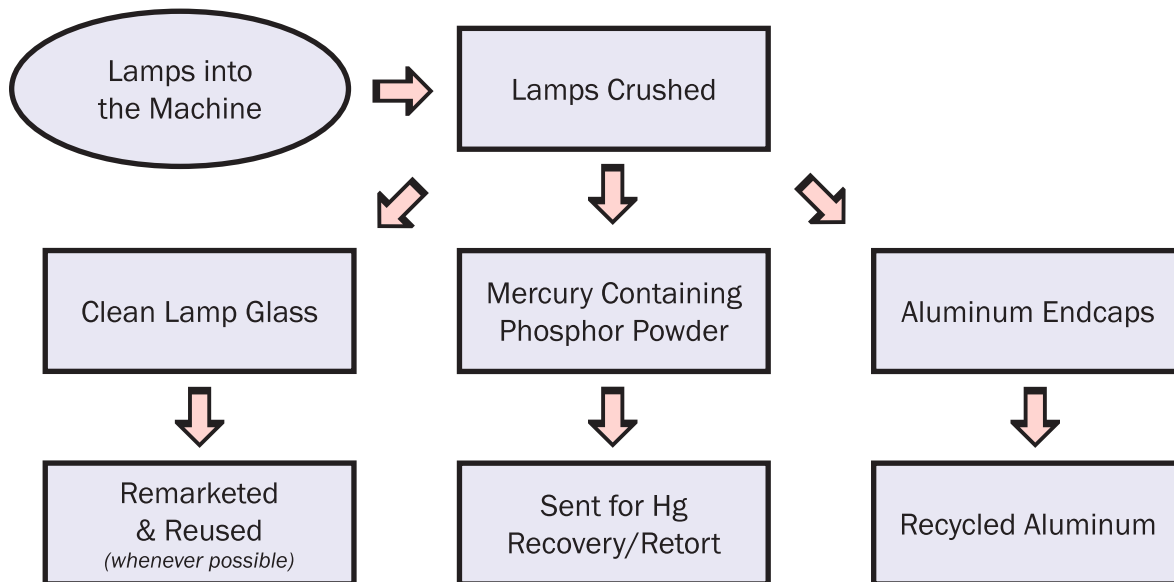 Lamps into
the Machine
Lamps Crushed
Clean Lamp Glass
Mercury Containing
Phosphor Powder
Aluminum Endcaps
Remarketed
& Reused
(whenever possible)
Sent for Hg
Recovery/Retort
Recycled Aluminum